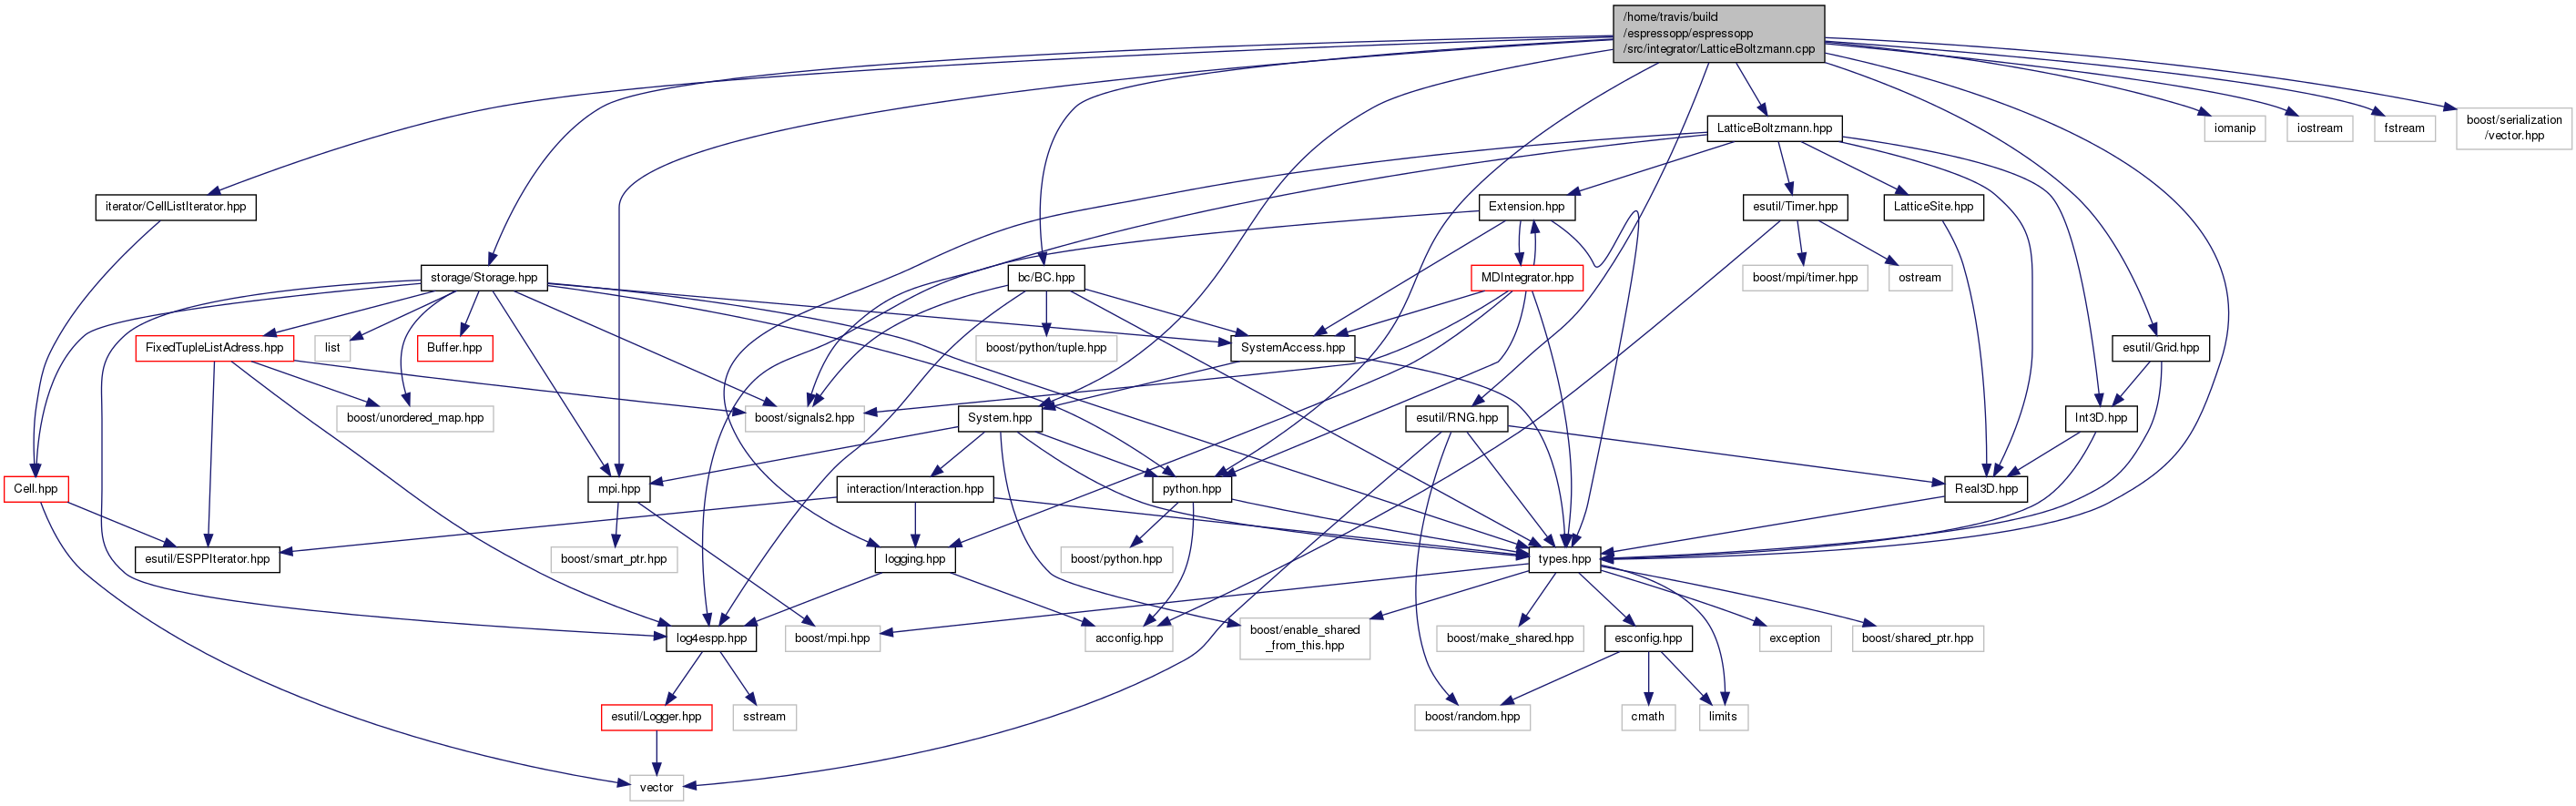 /home/travis/build
/espressopp/espressopp
/src/integrator/LatticeBoltzmann.cpp
LatticeBoltzmann.hpp
iomanip
iostream
fstream
boost/serialization
/vector.hpp
iterator/CellListIterator.hpp
Extension.hpp
esutil/Timer.hpp
LatticeSite.hpp
storage/Storage.hpp
bc/BC.hpp
MDIntegrator.hpp
boost/mpi/timer.hpp
ostream
FixedTupleListAdress.hpp
list
Buffer.hpp
boost/python/tuple.hpp
SystemAccess.hpp
esutil/Grid.hpp
boost/unordered_map.hpp
boost/signals2.hpp
System.hpp
esutil/RNG.hpp
Int3D.hpp
Cell.hpp
mpi.hpp
interaction/Interaction.hpp
python.hpp
Real3D.hpp
esutil/ESPPIterator.hpp
boost/smart_ptr.hpp
logging.hpp
boost/python.hpp
types.hpp
log4espp.hpp
boost/mpi.hpp
acconfig.hpp
boost/enable_shared
_from_this.hpp
boost/make_shared.hpp
esconfig.hpp
exception
boost/shared_ptr.hpp
esutil/Logger.hpp
sstream
boost/random.hpp
cmath
limits
vector